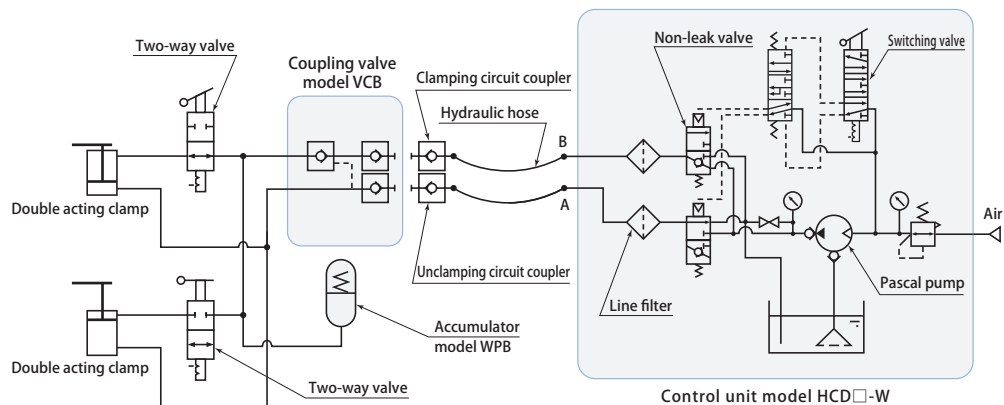 Two-way valve
Coupling valve
model VCB
Clamping circuit coupler
Hydraulic hose
B
A
Unclamping circuit coupler
Non-leak valve
Switching valve
Air
Pascal pump
Line filter
Double acting clamp
Double acting clamp
Accumulator
model WPB
Two-way valve
Control unit model HCD□-W